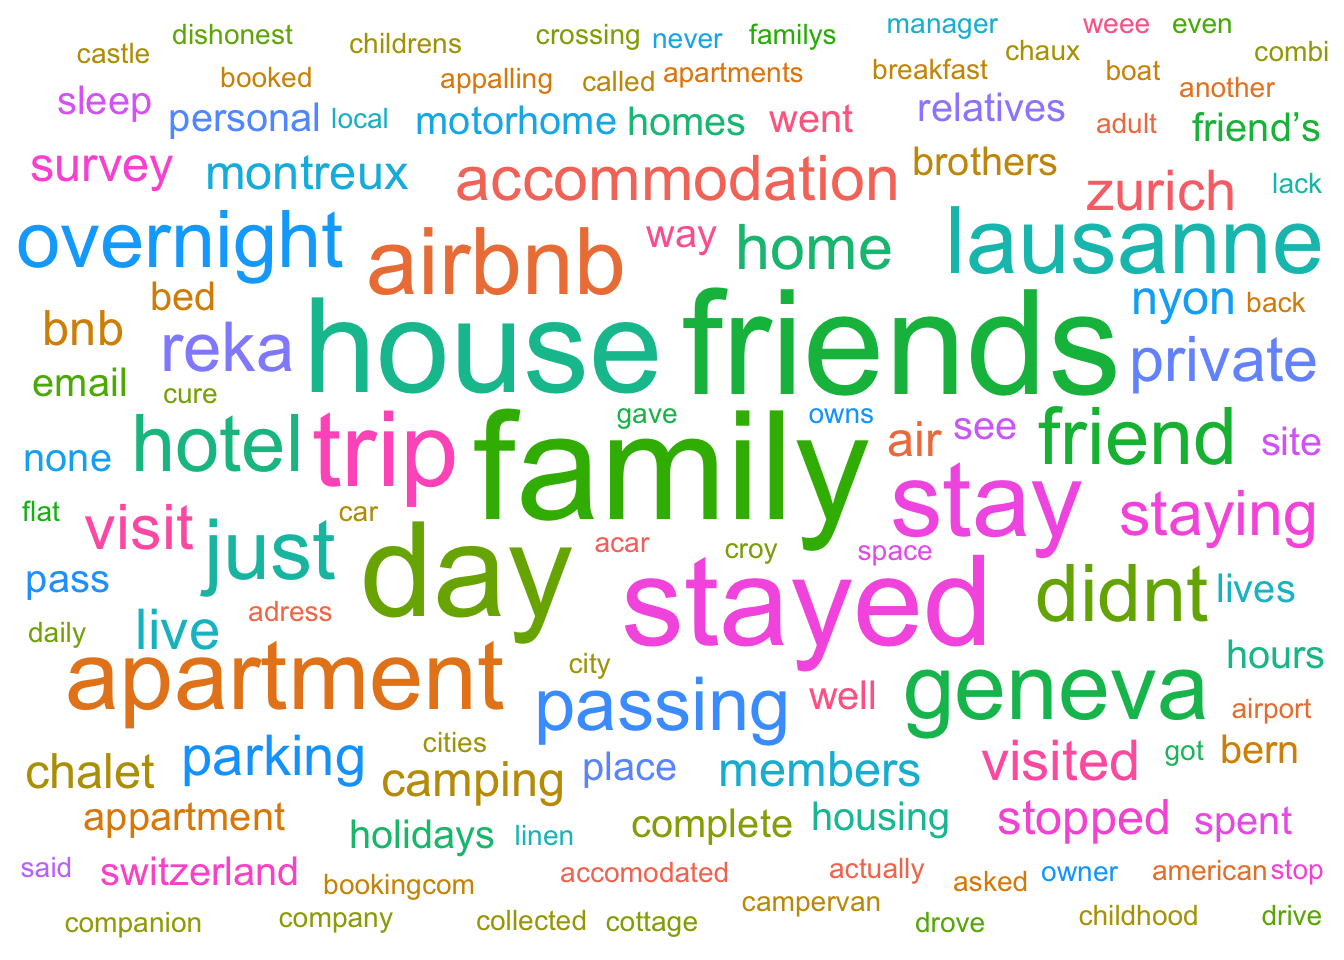 dishonest childrens crossing never familys manager weee even
castle booked appalling called apartments breakfast chaux boat another combi
sleep personal local motorhome homes went relatives adult friend’s
survey montreux accommodation brothers zurich lack
overnight airbnb way home lausanne
bnb bed reka house friends nyon back
email cure private
none hotel trip family gave owns air see friend site
flat visit just car stay staying
pass day acar croy space stayed didnt lives
daily live adress
apartment city passing well geneva hours airport
chalet parking cities camping place members visited got bern
appartment holidays linen complete housing stopped spent
said switzerland bookingcom accomodated actually asked owner american stop
companion company collected cottage campervan drove childhood drive